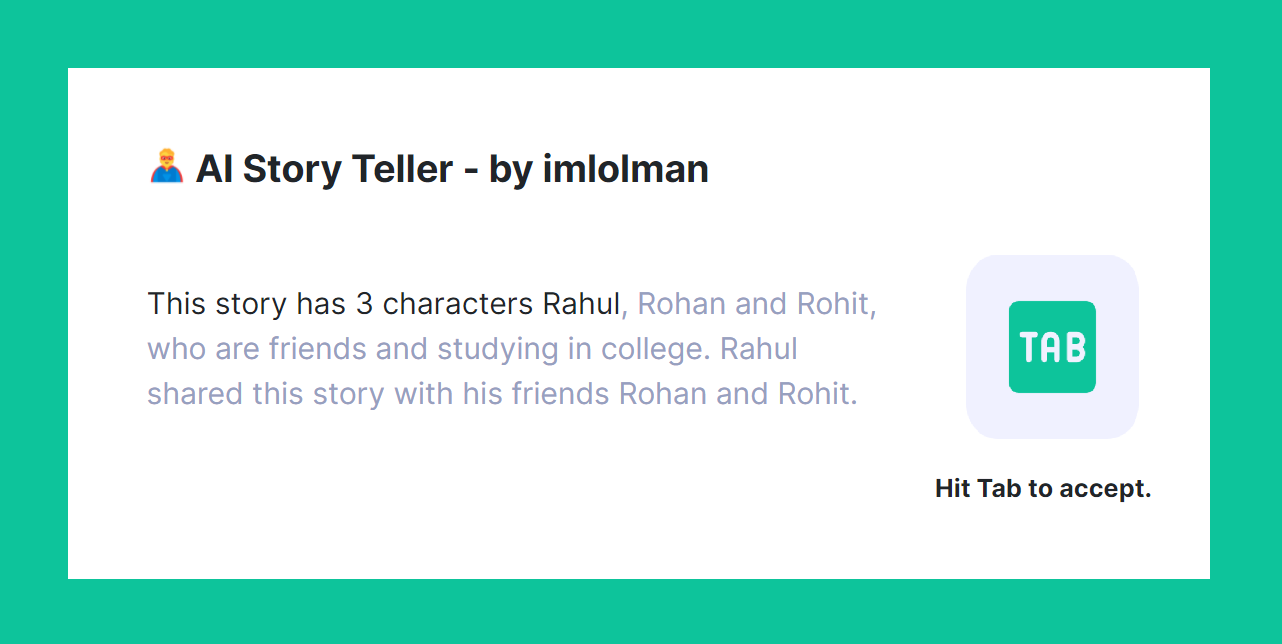 AI Story Teller - by imlolman
This story has 3 characters Rahul, Rohan and Rohit,
who are friends and studying in college. Rahul
shared this story with his friends Rohan and Rohit.
TAB
Hit Tab to accept.